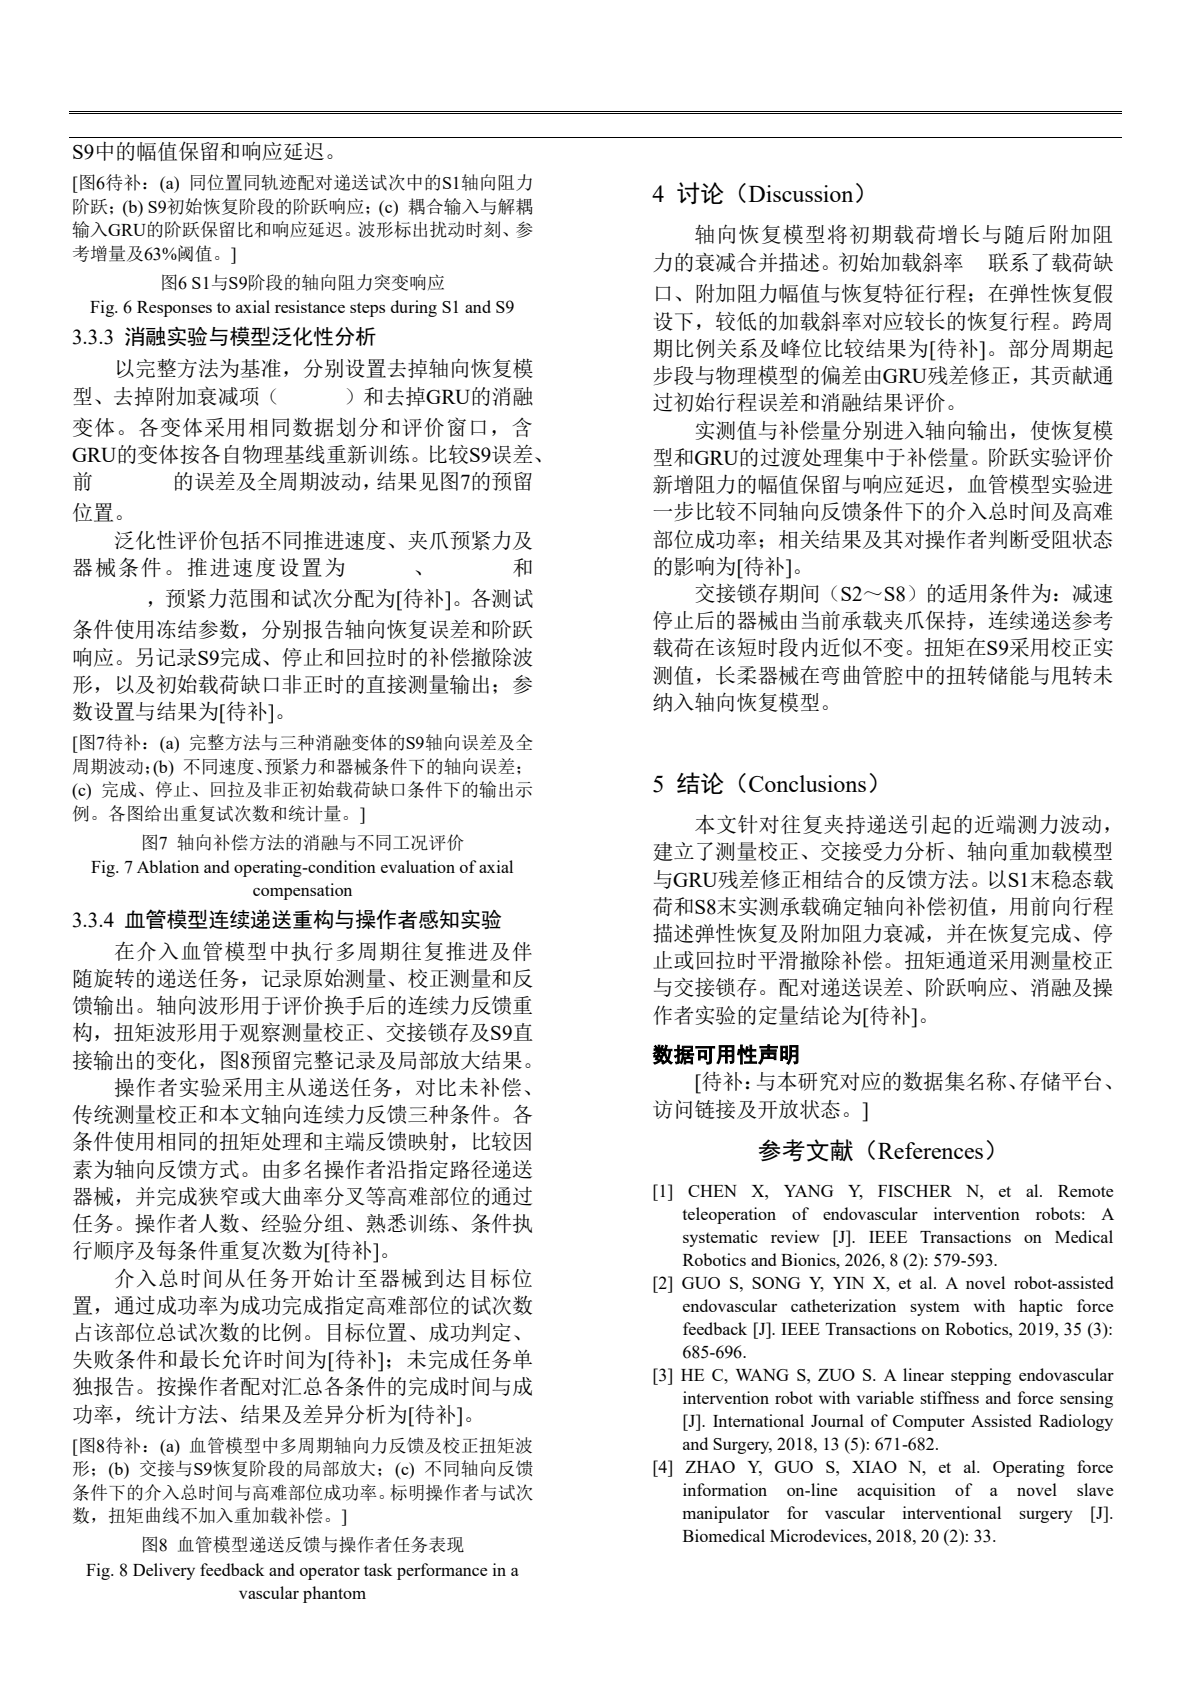 S9中的幅值保留和响应延迟。
[图6待补：(a) 同位置同轨迹配对递送试次中的S1轴向阻力
阶跃；(b) S9初始恢复阶段的阶跃响应；(c) 耦合输入与解耦
输入GRU的阶跃保留比和响应延迟。波形标出扰动时刻、参
考增量及63%阈值。]
图6 S1与S9阶段的轴向阻力突变响应
Fig. 6 Responses to axial resistance steps during S1 and S9
3.3.3 消融实验与模型泛化性分析
以完整方法为基准，分别设置去掉轴向恢复模
型、去掉附加衰减项（ ）和去掉GRU的消融
变体。各变体采用相同数据划分和评价窗口，含
GRU的变体按各自物理基线重新训练。比较S9误差、
前 的误差及全周期波动，结果见图7的预留
位置。
泛化性评价包括不同推进速度、夹爪预紧力及
器械条件。推进速度设置为 、 和
，预紧力范围和试次分配为[待补]。各测试
条件使用冻结参数，分别报告轴向恢复误差和阶跃
响应。另记录S9完成、停止和回拉时的补偿撤除波
形，以及初始载荷缺口非正时的直接测量输出；参
数设置与结果为[待补]。
[图7待补：(a) 完整方法与三种消融变体的S9轴向误差及全
周期波动；(b) 不同速度、预紧力和器械条件下的轴向误差；
(c) 完成、停止、回拉及非正初始载荷缺口条件下的输出示
例。各图给出重复试次数和统计量。]
图7 轴向补偿方法的消融与不同工况评价
Fig. 7 Ablation and operating-condition evaluation of axial
compensation
3.3.4 血管模型连续递送重构与操作者感知实验
在介入血管模型中执行多周期往复推进及伴
随旋转的递送任务，记录原始测量、校正测量和反
馈输出。轴向波形用于评价换手后的连续力反馈重
构，扭矩波形用于观察测量校正、交接锁存及S9直
接输出的变化，图8预留完整记录及局部放大结果。
操作者实验采用主从递送任务，对比未补偿、
传统测量校正和本文轴向连续力反馈三种条件。各
条件使用相同的扭矩处理和主端反馈映射，比较因
素为轴向反馈方式。由多名操作者沿指定路径递送
器械，并完成狭窄或大曲率分叉等高难部位的通过
任务。操作者人数、经验分组、熟悉训练、条件执
行顺序及每条件重复次数为[待补]。
介入总时间从任务开始计至器械到达目标位
置，通过成功率为成功完成指定高难部位的试次数
占该部位总试次数的比例。目标位置、成功判定、
失败条件和最长允许时间为[待补]；未完成任务单
独报告。按操作者配对汇总各条件的完成时间与成
功率，统计方法、结果及差异分析为[待补]。
[图8待补：(a) 血管模型中多周期轴向力反馈及校正扭矩波
形；(b) 交接与S9恢复阶段的局部放大；(c) 不同轴向反馈
条件下的介入总时间与高难部位成功率。标明操作者与试次
数，扭矩曲线不加入重加载补偿。]
图8 血管模型递送反馈与操作者任务表现
Fig. 8 Delivery feedback and operator task performance in a
vascular phantom
4 讨论（Discussion）
轴向恢复模型将初期载荷增长与随后附加阻
力的衰减合并描述。初始加载斜率 联系了载荷缺
口、附加阻力幅值与恢复特征行程；在弹性恢复假
设下，较低的加载斜率对应较长的恢复行程。跨周
期比例关系及峰位比较结果为[待补]。部分周期起
步段与物理模型的偏差由GRU残差修正，其贡献通
过初始行程误差和消融结果评价。
实测值与补偿量分别进入轴向输出，使恢复模
型和GRU的过渡处理集中于补偿量。阶跃实验评价
新增阻力的幅值保留与响应延迟，血管模型实验进
一步比较不同轴向反馈条件下的介入总时间及高难
部位成功率；相关结果及其对操作者判断受阻状态
的影响为[待补]。
交接锁存期间（S2～S8）的适用条件为：减速
停止后的器械由当前承载夹爪保持，连续递送参考
载荷在该短时段内近似不变。扭矩在S9采用校正实
测值，长柔器械在弯曲管腔中的扭转储能与甩转未
纳入轴向恢复模型。
5 结论（Conclusions）
本文针对往复夹持递送引起的近端测力波动，
建立了测量校正、交接受力分析、轴向重加载模型
与GRU残差修正相结合的反馈方法。以S1末稳态载
荷和S8末实测承载确定轴向补偿初值，用前向行程
描述弹性恢复及附加阻力衰减，并在恢复完成、停
止或回拉时平滑撤除补偿。扭矩通道采用测量校正
与交接锁存。配对递送误差、阶跃响应、消融及操
作者实验的定量结论为[待补]。
数据可用性声明
[待补：与本研究对应的数据集名称、存储平台、
访问链接及开放状态。]
参考文献（References）
[1] CHEN X, YANG Y, FISCHER N, et al. Remote
teleoperation of endovascular intervention robots: A
systematic review [J]. IEEE Transactions on Medical
Robotics and Bionics, 2026, 8 (2): 579-593.
[2] GUO S, SONG Y, YIN X, et al. A novel robot-assisted
endovascular catheterization system with haptic force
feedback [J]. IEEE Transactions on Robotics, 2019, 35 (3):
685-696.
[3] HE C, WANG S, ZUO S. A linear stepping endovascular
intervention robot with variable stiffness and force sensing
[J]. International Journal of Computer Assisted Radiology
and Surgery, 2018, 13 (5): 671-682.
[4] ZHAO Y, GUO S, XIAO N, et al. Operating force
information on-line acquisition of a novel slave
manipulator for vascular interventional surgery [J].
Biomedical Microdevices, 2018, 20 (2): 33.